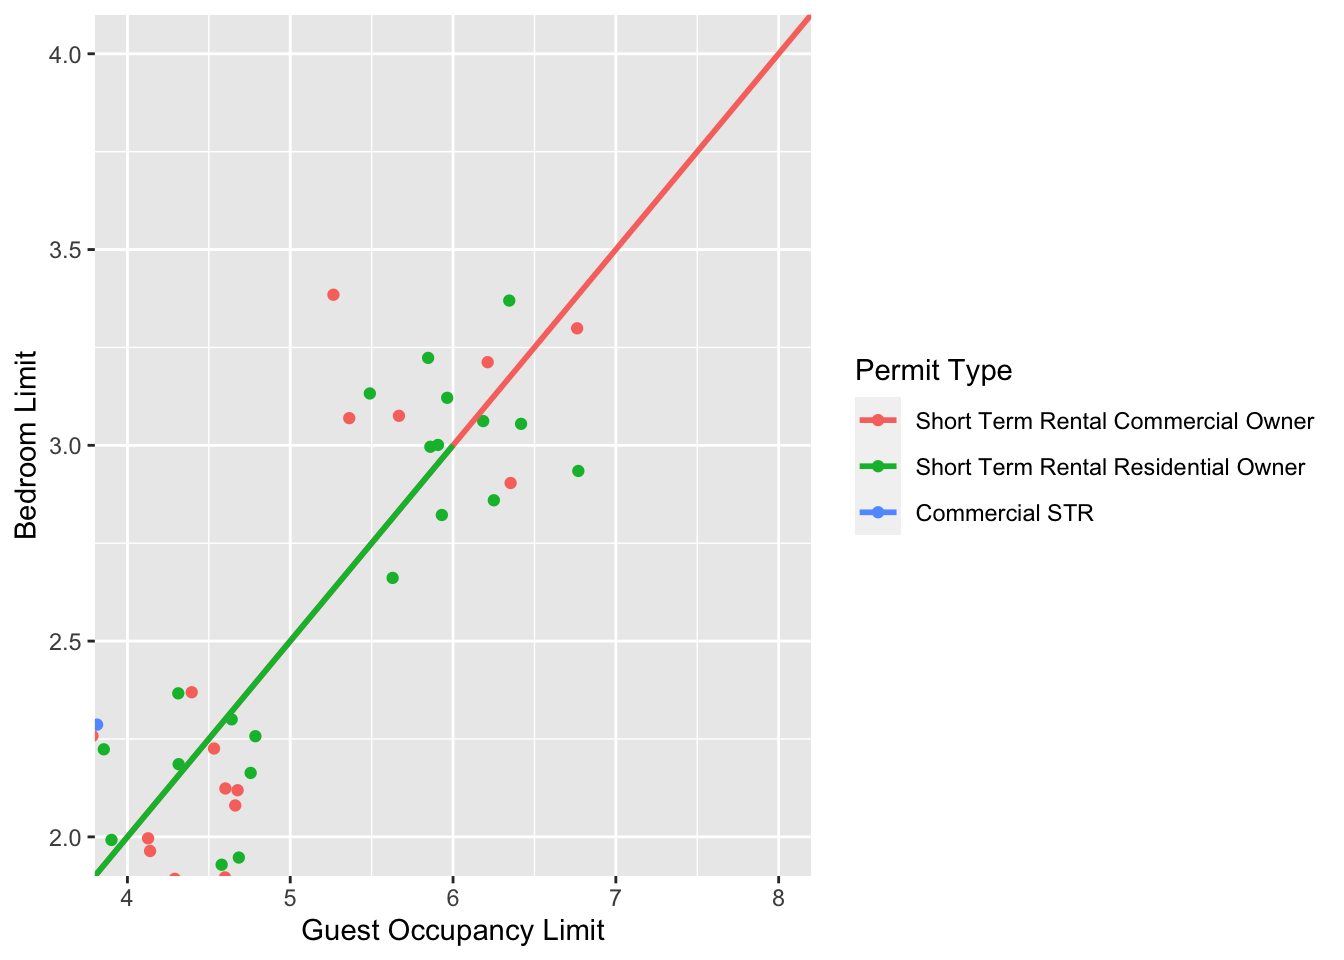 4.0
3.5
3.0
2.5
2.0
Bedroom Limit
4 5 6 7 8
Guest Occupancy Limit
Permit Type
Short Term Rental Commercial Owner
Short Term Rental Residential Owner
Commercial STR